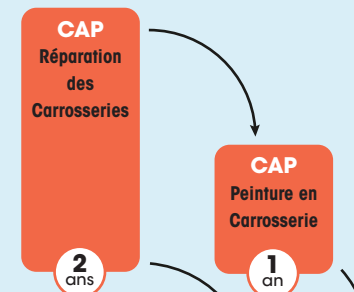 CAP
Réparation
des
Carrosseries
2
ans
CAP
Peinture en
Carrosserie
1
an